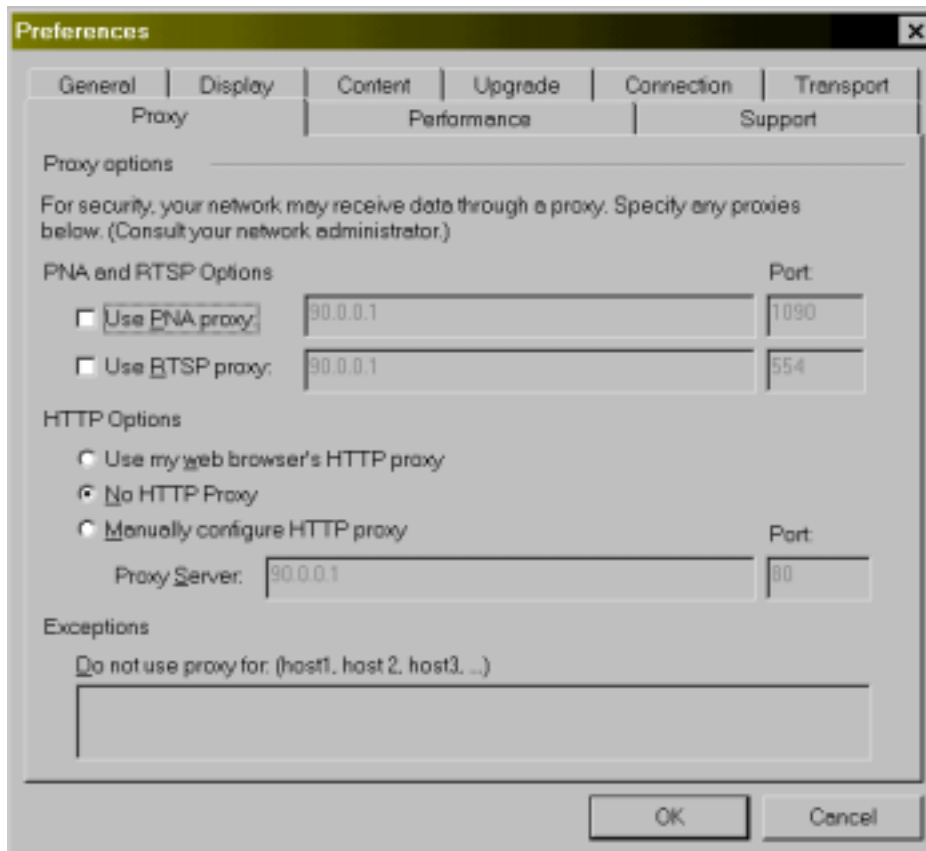 Preferences
General Display Content Upgrade Connection Transport
Proxy Performance Support
Proxy options
For security, your network may receive data through a proxy. Specify any proxies
below. (Consult your network administrator.)
PNA and RTSP Options Port:
Use PNA proxy: 90.0.0.1 1090
Use RTSP proxy: 90.0.0.1 554
HTTP Options
Use my web browser's HTTP proxy
No HTTP Proxy
Manually configure HTTP proxy Port:
Proxy Server: 90.0.0.1 80
Exceptions
Do not use proxy for: (host1, host 2, host3, ...)
OK Cancel